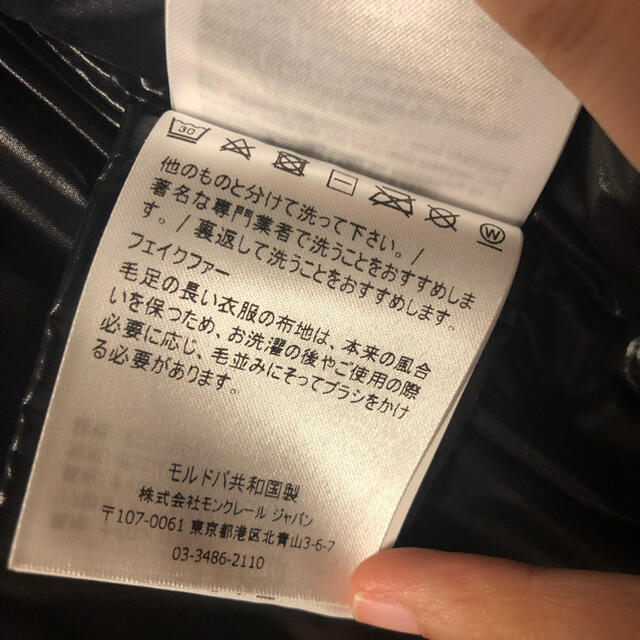 30
W
他のものと分けて洗って下さい。/
著名な専門業者で洗うことをおすすめしま
す。/ 裏返して洗うことをおすすめします。
フェイクファー
毛足の長い衣服の布地は、本来の風合
いを保つため、お洗濯の後やご使用の際
必要に応じ、毛並みにそってブラシをかけ
る必要があります。
モルドバ共和国製
株式会社モンクレール ジャパン
〒107-0061 東京都港区北青山3-6-7
03-3486-2110